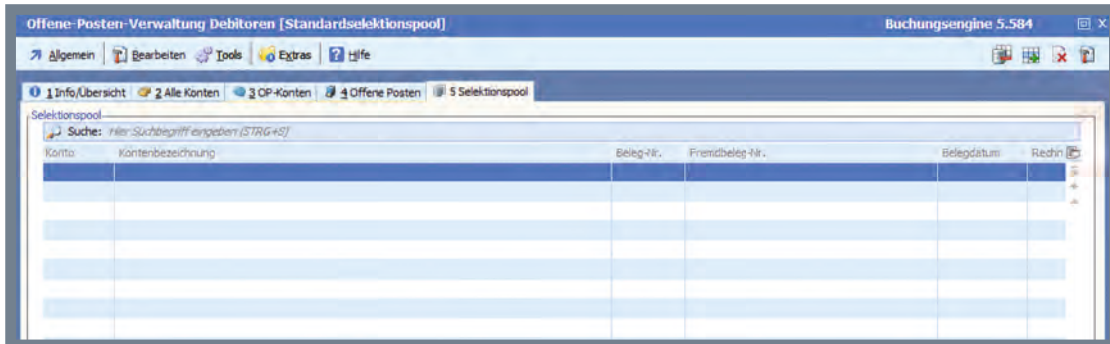 Offene-Posten-Verwaltung Debitoren [Standardselektionspool] Buchungsengine 5.584
Allgemein Bearbeiten Tools Extras Hilfe
1 Info/Übersicht 2 Alle Konten 3 OP-Konten 4 Offene Posten 5 Selektionspool
Selektionspool
Suche: Hier Suchbegriff eingeben (STRG+S)
Konto Kontenbezeichnung Beleg-Nr. Fremdbeleg-Nr. Belegdatum Rechn